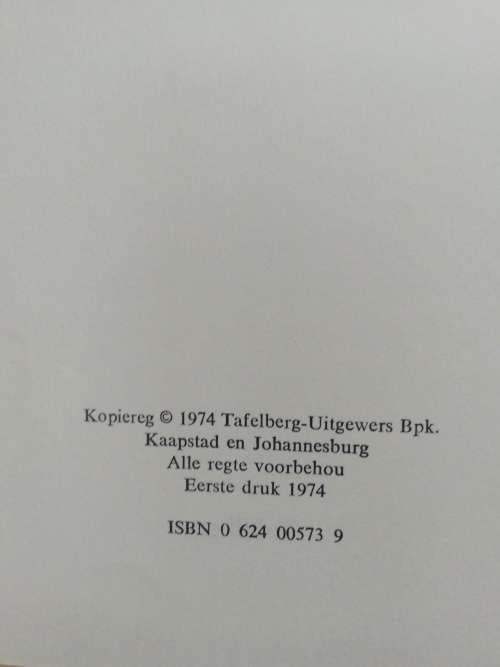 Kopiereg © 1974 Tafelberg-Uitgewers Bpk.
Kaapstad en Johannesburg
Alle regte voorbehou
Eerste druk 1974
ISBN 0 624 00573 9